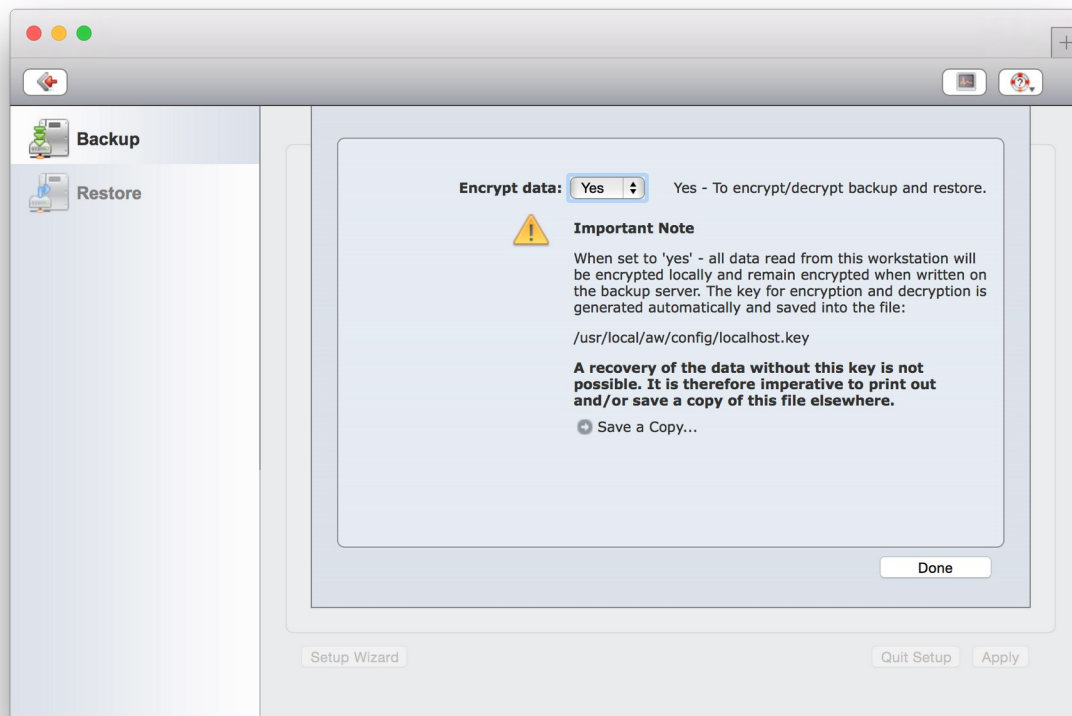 Backup
Restore
Encrypt data: Yes Yes - To encrypt/decrypt backup and restore.
Important Note
When set to 'yes' - all data read from this workstation will
be encrypted locally and remain encrypted when written on
the backup server. The key for encryption and decryption is
generated automatically and saved into the file:
/usr/local/aw/config/localhost.key
A recovery of the data without this key is not
possible. It is therefore imperative to print out
and/or save a copy of this file elsewhere.
Save a Copy...
Done
Setup Wizard Quit Setup Apply